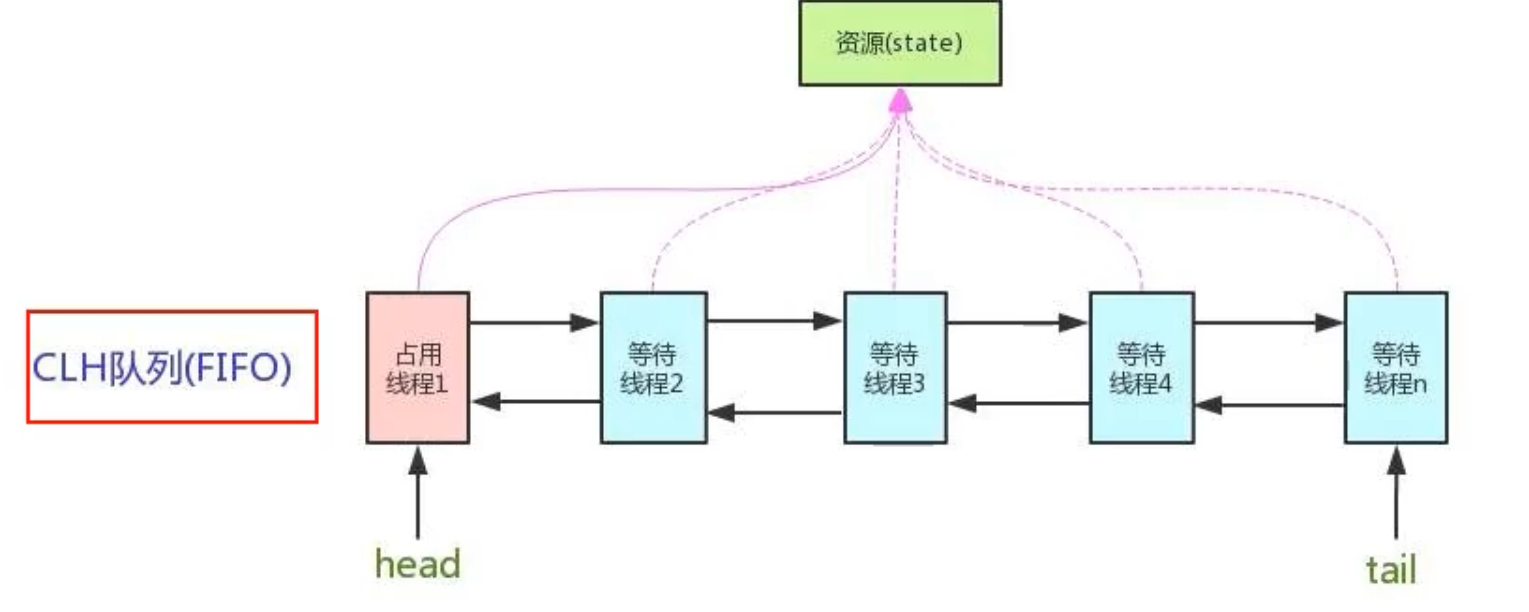 资源(state)
CLH队列(FIFO)
占用
线程1
等待
线程2
等待
线程3
等待
线程4
等待
线程n
head
tail